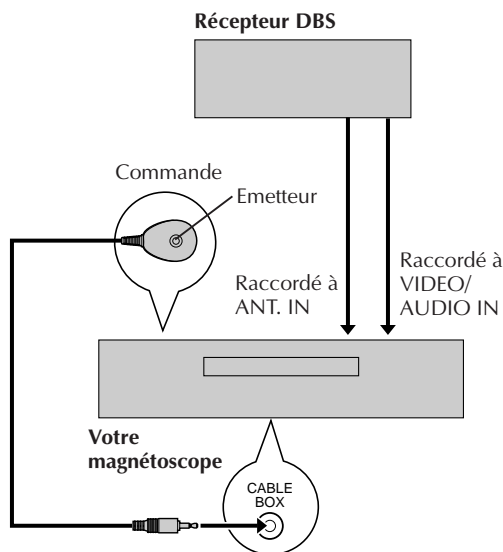 Récepteur DBS
Commande
Emetteur
Raccordé à
ANT. IN
Raccordé à
VIDEO/
AUDIO IN
Votre
magnétoscope
CABLE
BOX